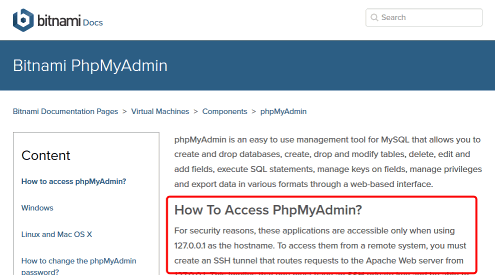 bitnami Docs
Search
Bitnami PhpMyAdmin
Bitnami Documentation Pages > Virtual Machines > Components > phpMyAdmin
Content
How to access phpMyAdmin?
Windows
Linux and Mac OS X
How to change the phpMyAdmin
password?
phpMyAdmin is an easy to use management tool for MySQL that allows you to
create and drop databases, create, drop and modify tables, delete, edit and
add fields, execute SQL statements, manage keys on fields, manage privileges
and export data in various formats through a web-based interface.
How To Access PhpMyAdmin?
For security reasons, these applications are accessible only when using
127.0.0.1 as the hostname. To access them from a remote system, you must
create an SSH tunnel that routes requests to the Apache Web server from